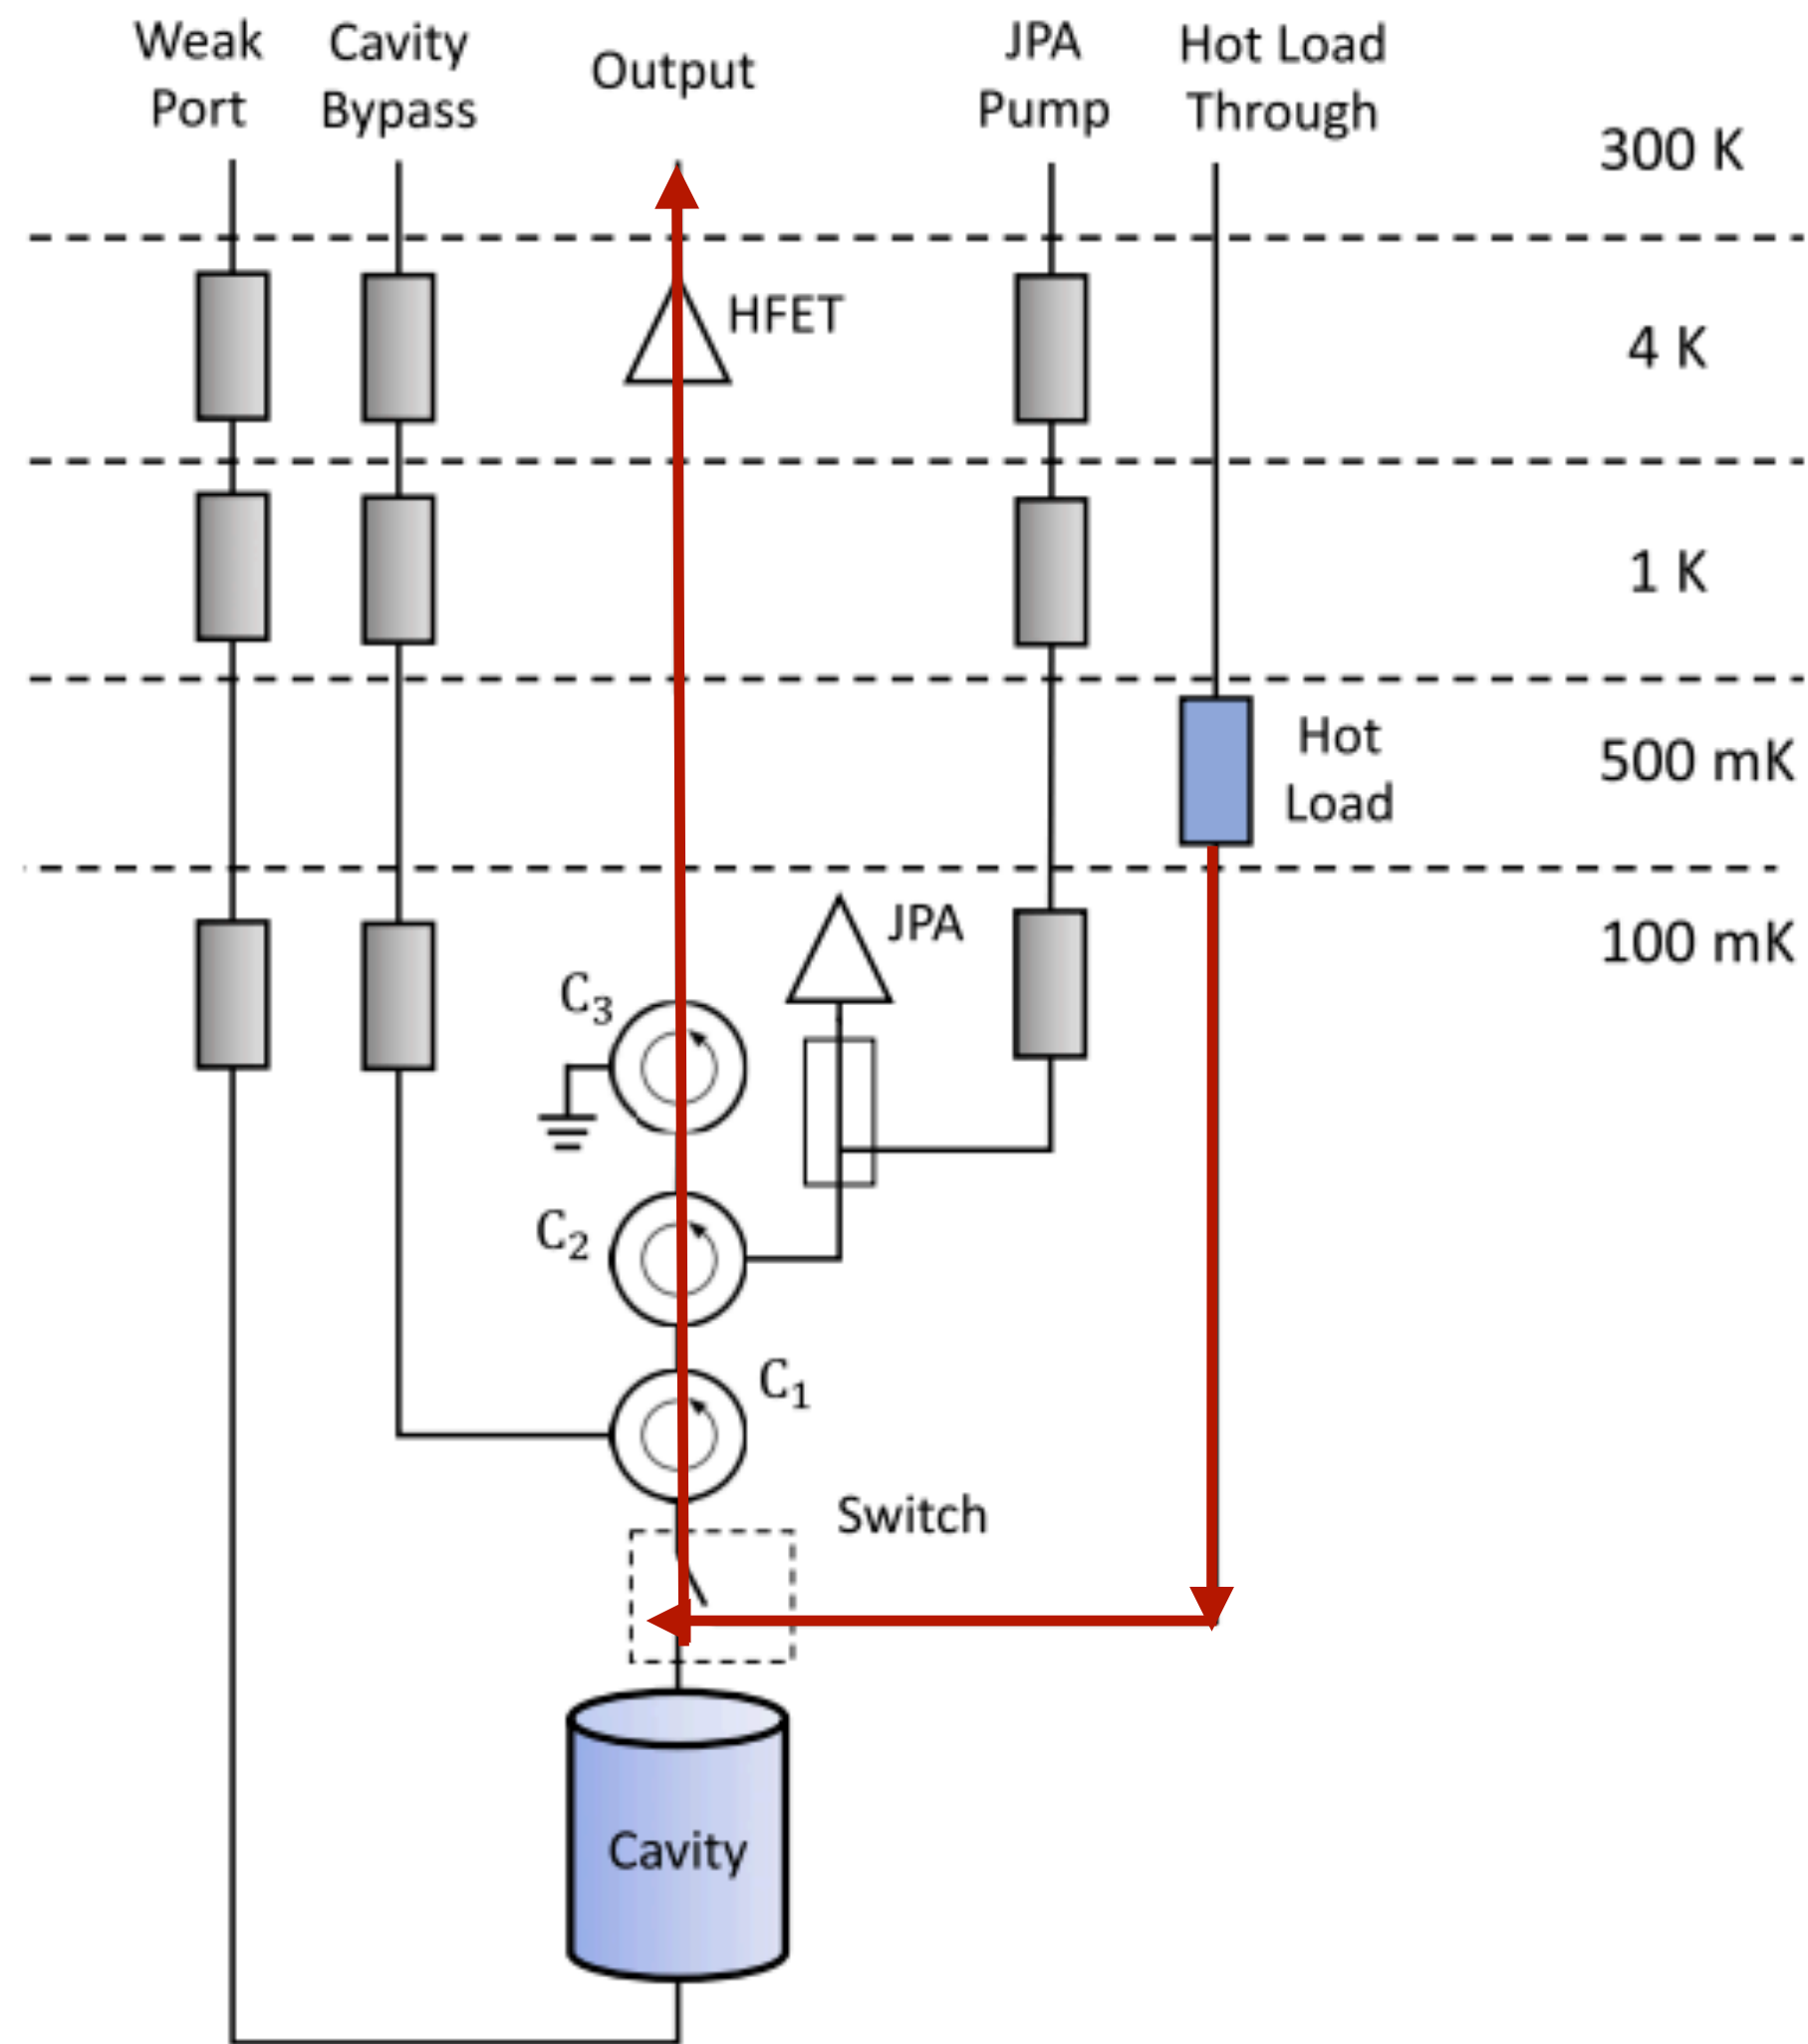 Weak
Port
Cavity
Bypass
Output
JPA
Pump
Hot Load
Through
300 K
HFET
4 K
1 K
Hot
Load
500 mK
JPA
100 mK
C₃
C₂
C₁
Switch
Cavity